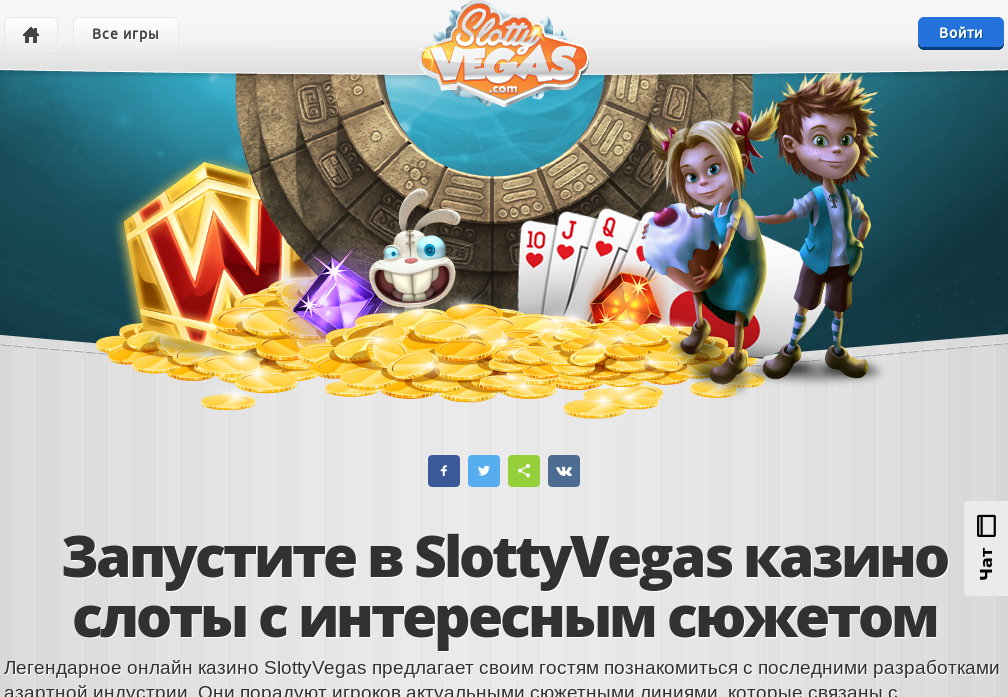 Все игры
Slotty
VEGAS
.com
Войти
W
10
J
Q
Чат
Запустите в SlottyVegas казино
слоты с интересным сюжетом
Легендарное онлайн казино SlottyVegas предлагает своим гостям познакомиться с последними разработками
азартной индустрии. Они порадуют игроков актуальными сюжетными линиями, которые связаны с